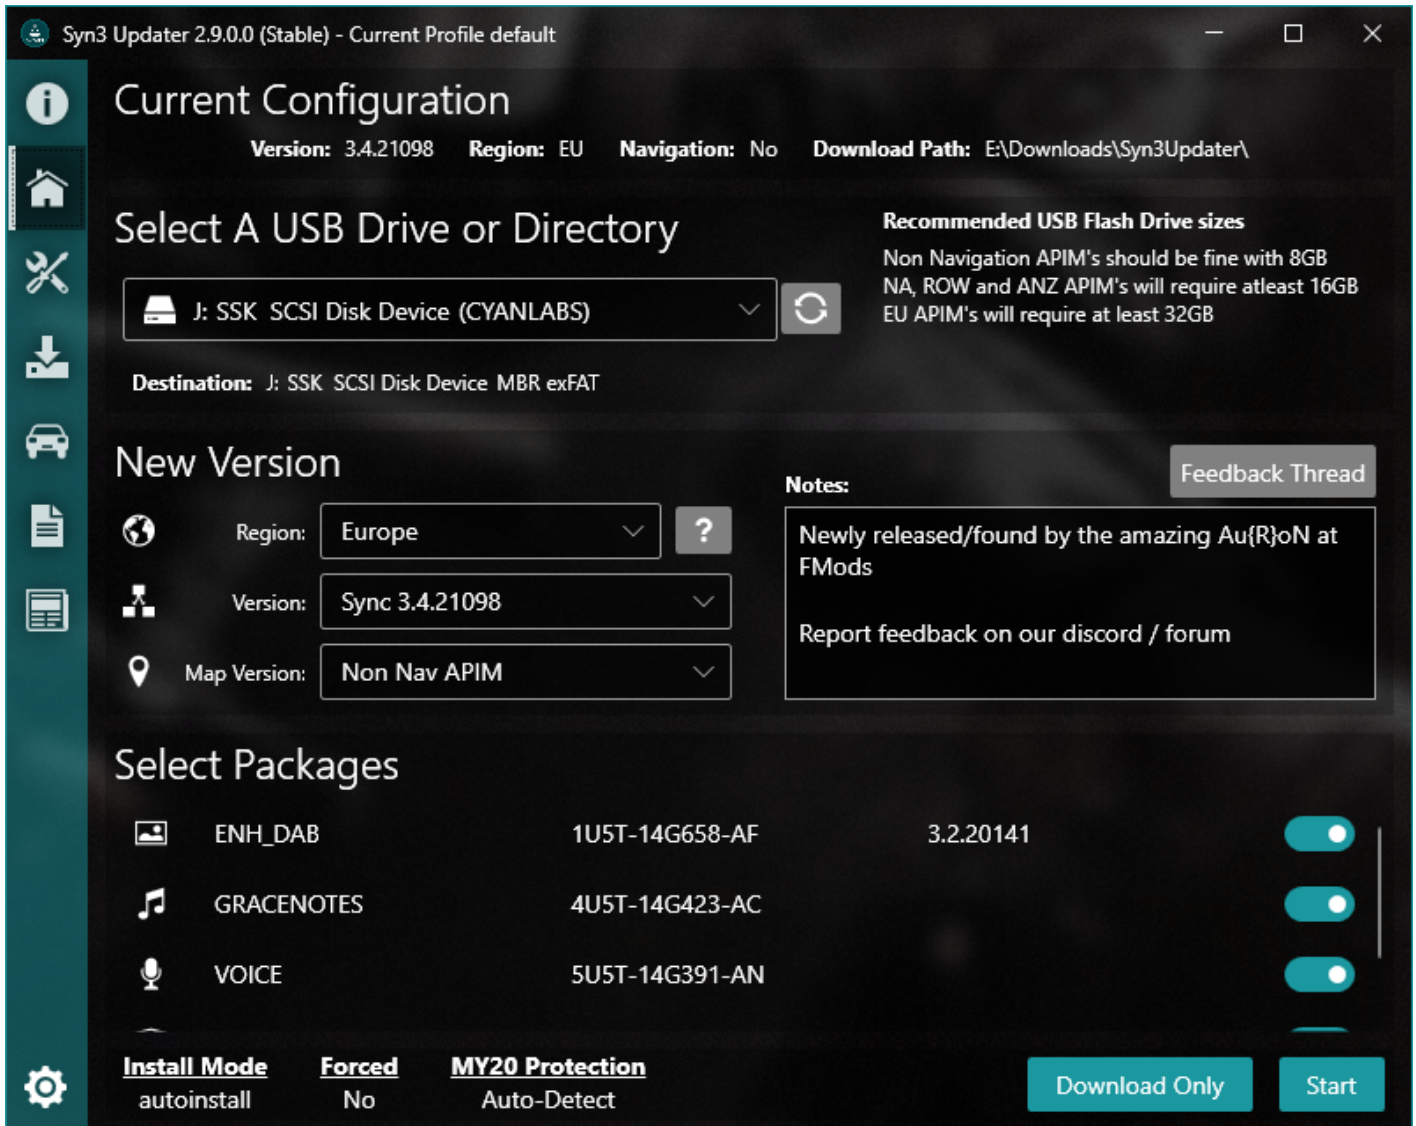 Syn3 Updater 2.9.0.0 (Stable) - Current Profile default
Current Configuration
Version: 3.4.21098 Region: EU Navigation: No Download Path: E:\Downloads\Syn3Updater\
Select A USB Drive or Directory
J: SSK SCSI Disk Device (CYANLABS)
Destination: J: SSK SCSI Disk Device MBR exFAT
Recommended USB Flash Drive sizes
Non Navigation APIM's should be fine with 8GB
NA, ROW and ANZ APIM's will require atleast 16GB
EU APIM's will require at least 32GB
New Version
Region: Europe ?
Version: Sync 3.4.21098
Map Version: Non Nav APIM
Feedback Thread
Notes:
Newly released/found by the amazing Au{R}oN at
FMods
Report feedback on our discord / forum
Select Packages
ENH_DAB 1U5T-14G658-AF 3.2.20141
GRACENOTES 4U5T-14G423-AC
VOICE 5U5T-14G391-AN
Install Mode Forced MY20 Protection
autoinstall No Auto-Detect
Download Only Start